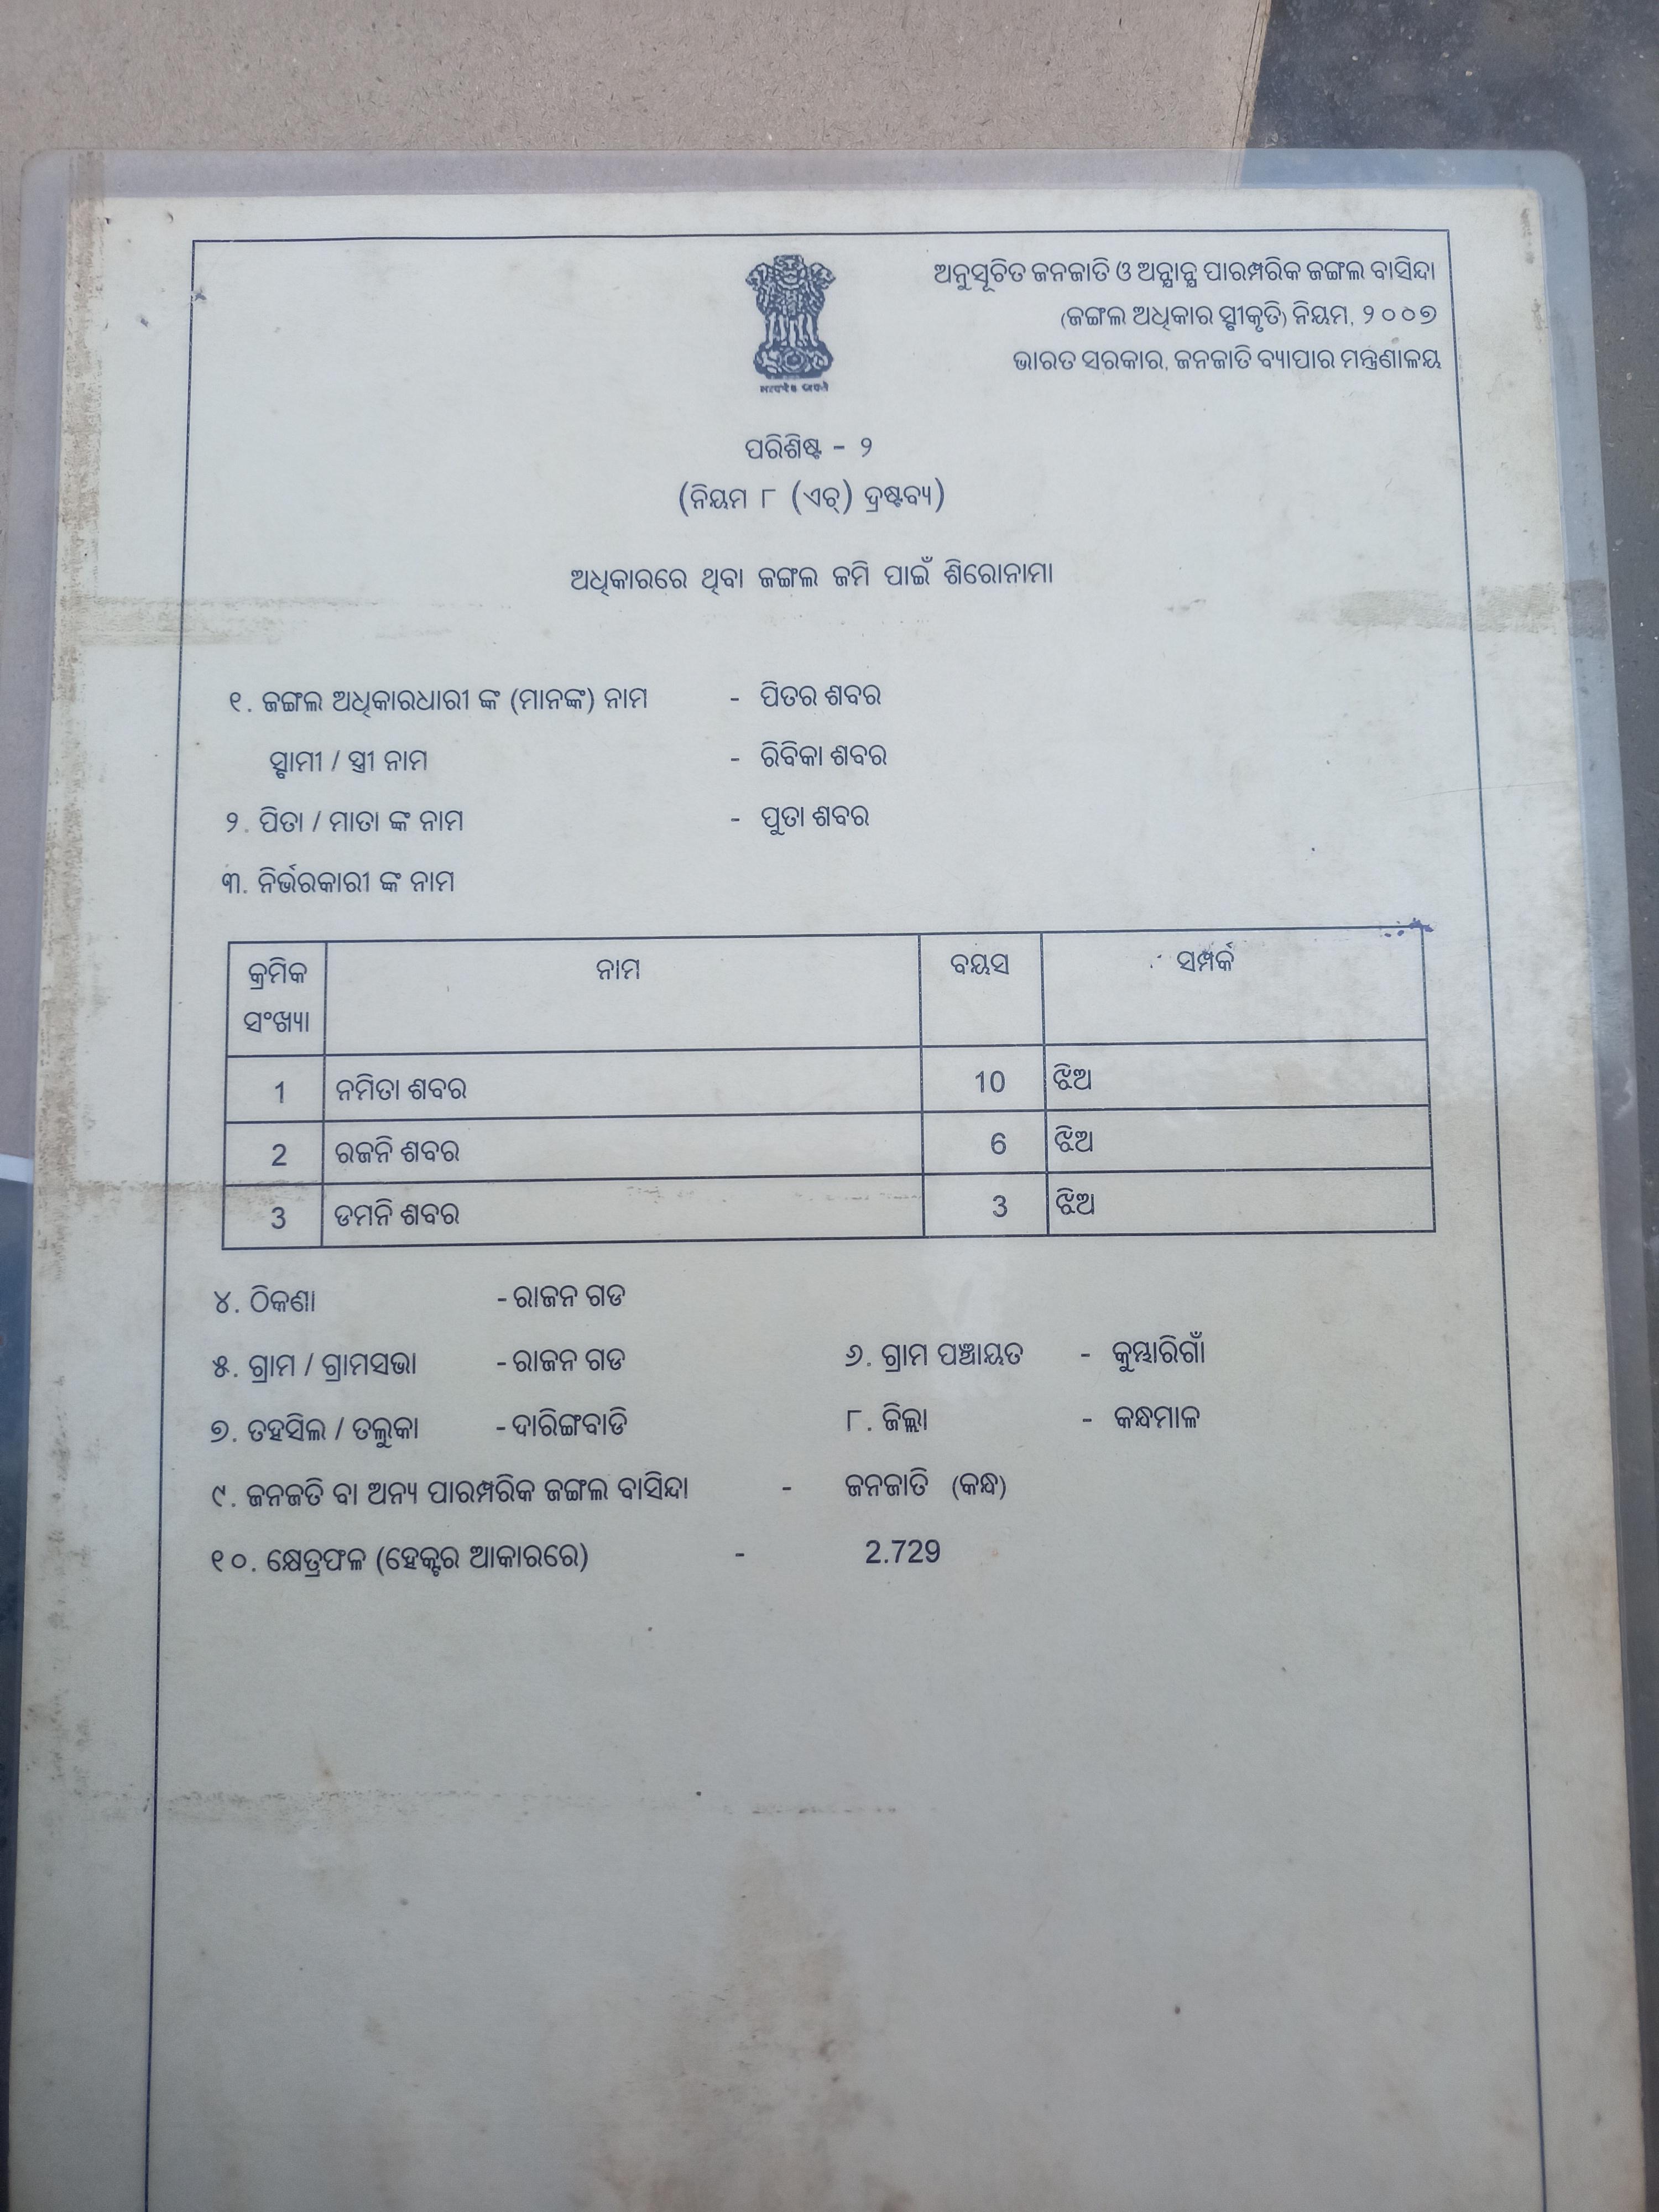 ଅନୁସୂଚିତ ଜନଜାତି ଓ ଅନ୍ଯାନ୍ଯ ପାରମ୍ପରିକ ଜଙ୍ଗଲ ବାସିନ୍ଦା
(ଜଙ୍ଗଲ ଅଧିକାର ସ୍ବୀକୃତି) ନିୟମ, ୨୦୦୭
ଭାରତ ସରକାର, ଜନଜାତି ବ୍ୟାପାର ମନ୍ତ୍ରଣାଳୟ
ପରିଶିଷ୍ଟ - ୨
(ନିୟମ ୮ (ଏଚ୍) ଦ୍ରଷ୍ଟବ୍ୟ)
ଅଧିକାରରେ ଥିବା ଜଙ୍ଗଲ ଜମି ପାଇଁ ଶିରୋନାମା
୧. ଜଙ୍ଗଲ ଅଧିକାରଧାରୀ ଙ୍କ (ମାନଙ୍କ) ନାମ - ପିତର ଶବର
ସ୍ବାମୀ / ସ୍ତ୍ରୀ ନାମ - ରିବିକା ଶବର
୨. ପିତା / ମାତା ଙ୍କ ନାମ - ପୁତା ଶବର
୩. ନିର୍ଭରକାରୀ ଙ୍କ ନାମ
କ୍ରମିକ ସଂଖ୍ୟା ନାମ ବୟସ ସମ୍ପର୍କ
1 ନମିତା ଶବର 10 ଝିଅ
2 ରଜନି ଶବର 6 ଝିଅ
3 ଡମନି ଶବର 3 ଝିଅ
୪. ଠିକଣା - ରାଜନ ଗଡ
୫. ଗ୍ରାମ / ଗ୍ରାମସଭା - ରାଜନ ଗଡ ୬. ଗ୍ରାମ ପଞ୍ଚାୟତ - କୁମ୍ଭାରିଗାଁ
୭. ତହସିଲ / ତଲୁକା - ଦାରିଙ୍ଗବାଡି ୮. ଜିଲ୍ଲା - କନ୍ଧମାଳ
୯. ଜନଜତି ବା ଅନ୍ୟ ପାରମ୍ପରିକ ଜଙ୍ଗଲ ବାସିନ୍ଦା - ଜନଜାତି (କନ୍ଧ)
୧୦. କ୍ଷେତ୍ରଫଳ (ହେକ୍ଟର ଆକାରରେ) - 2.729